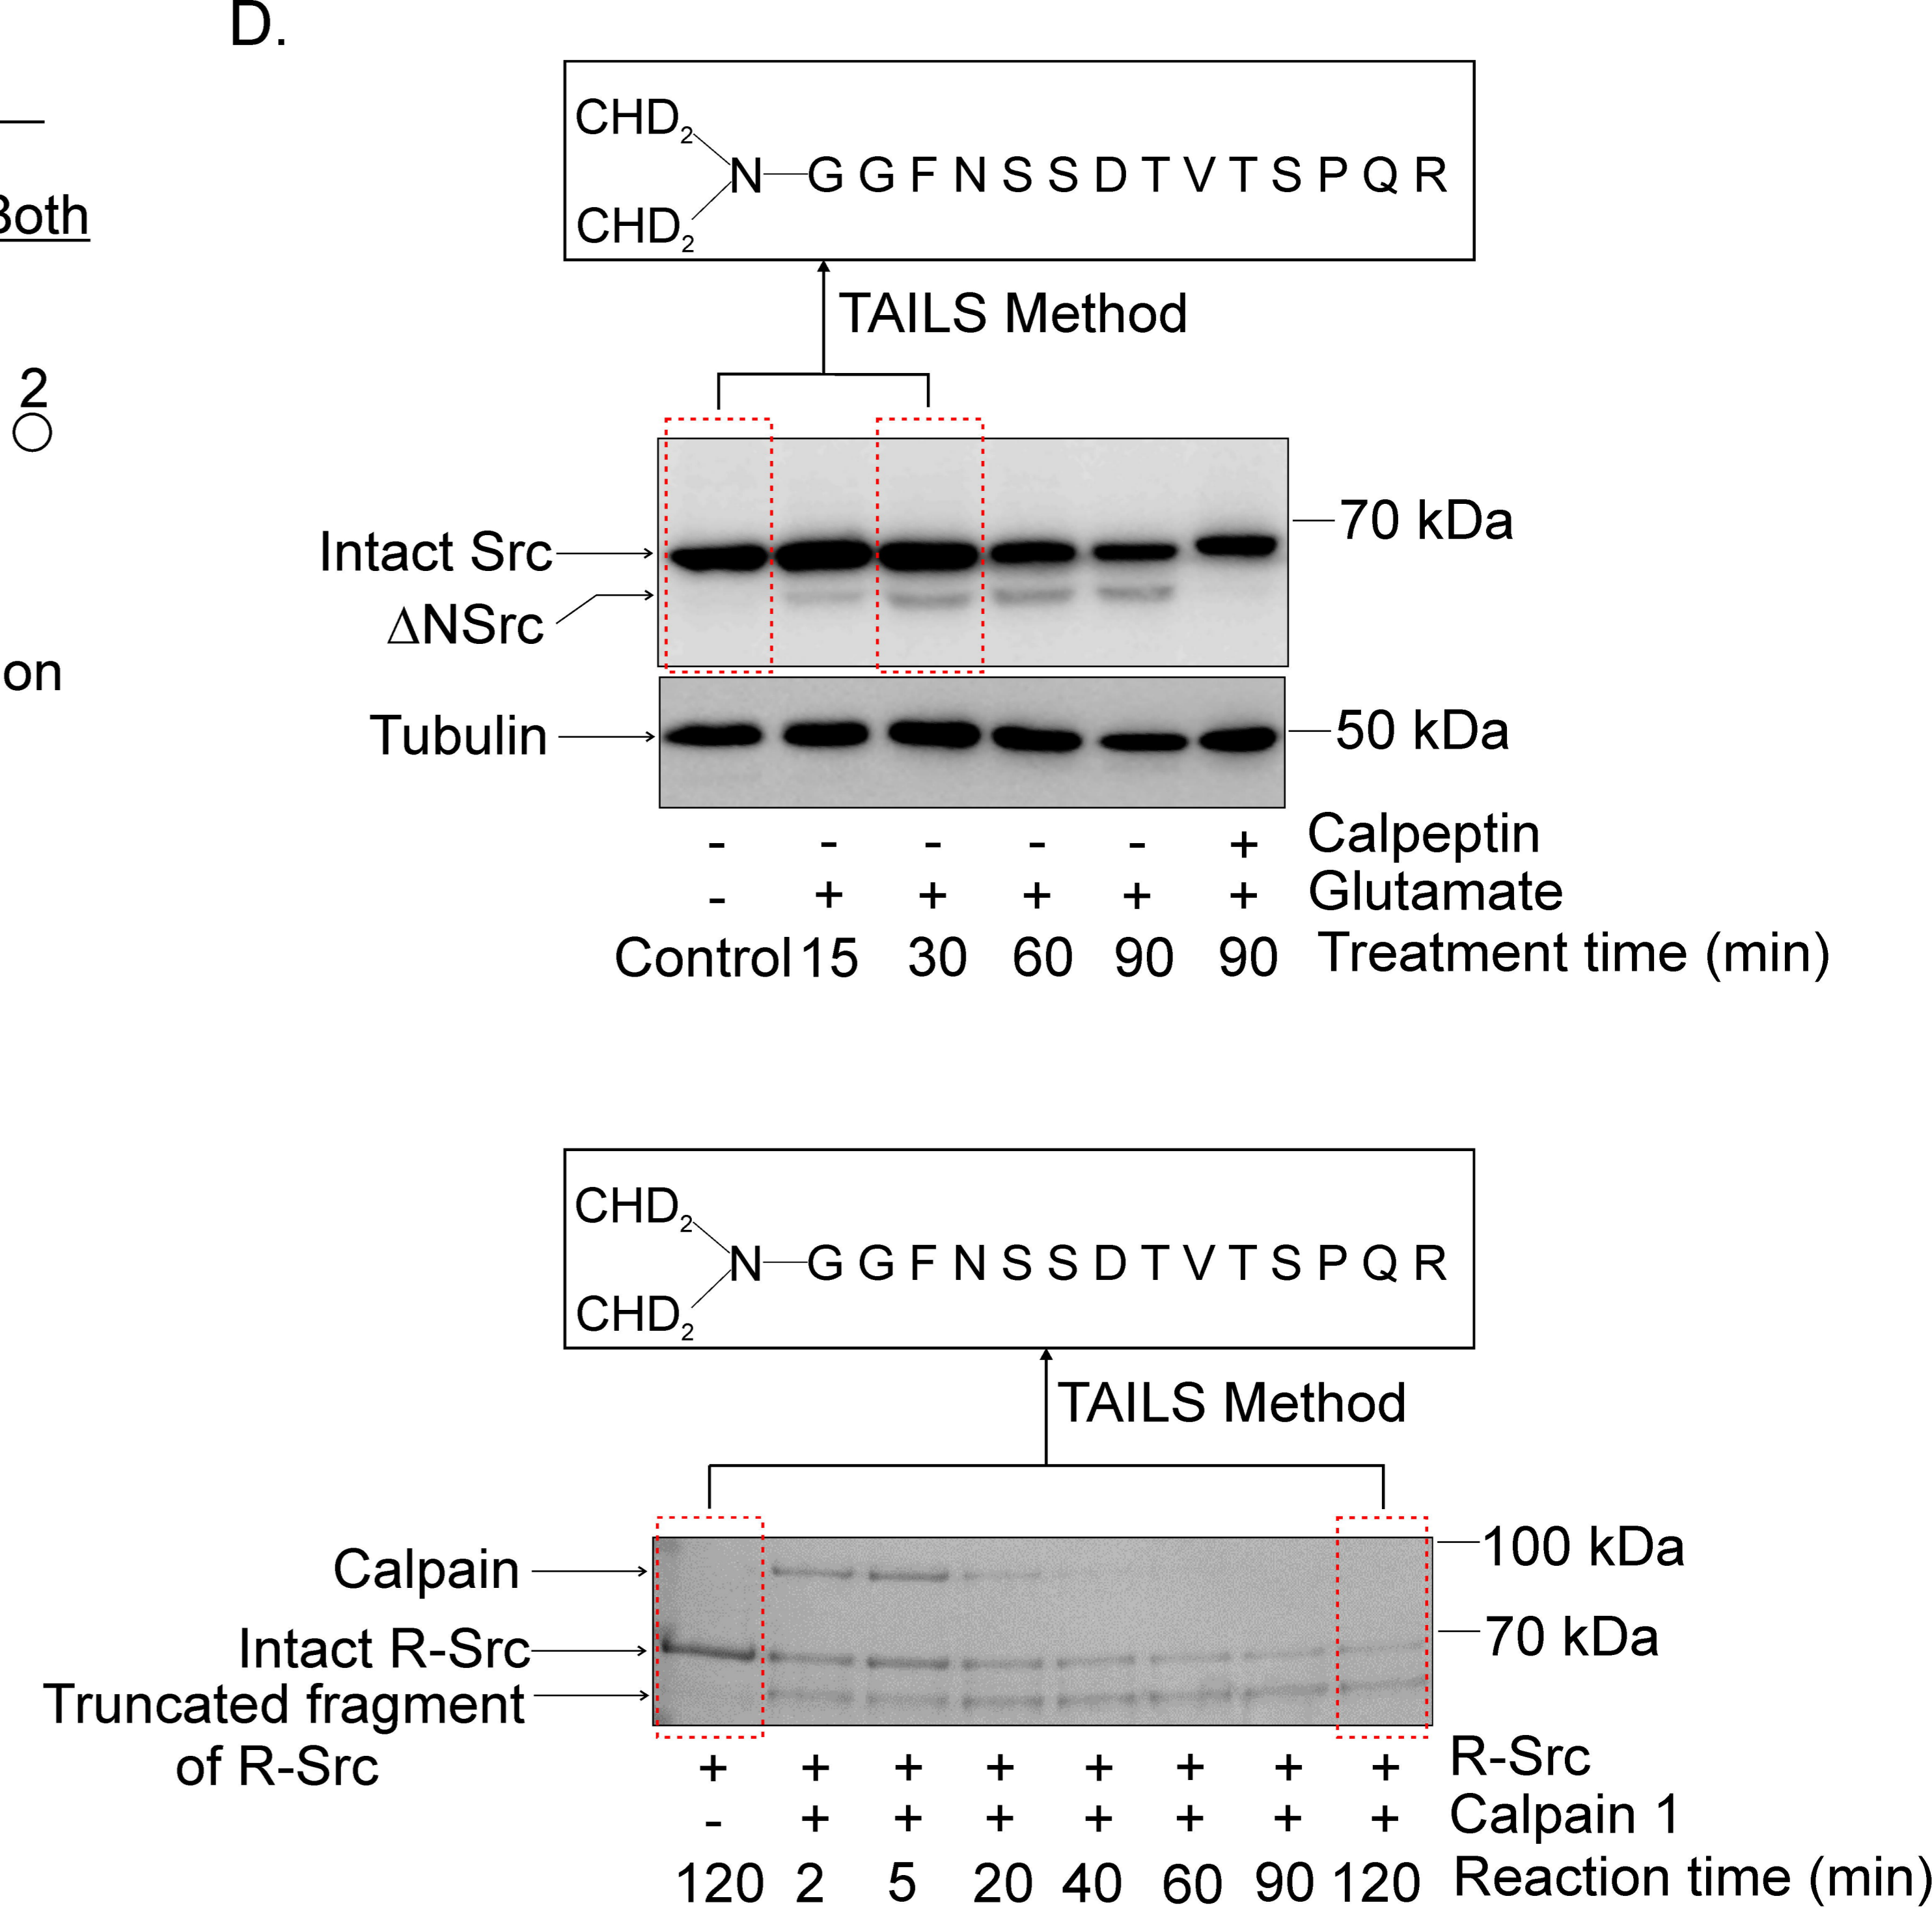 D.
Both
2
on
CHD2
N—G G F N S S D T V T S P Q R
CHD2
TAILS Method
70 kDa
Intact Src
ΔNSrc
Tubulin
50 kDa
- - - - - + Calpeptin
- + + + + + Glutamate
Control 15 30 60 90 90 Treatment time (min)
CHD2
N—G G F N S S D T V T S P Q R
CHD2
TAILS Method
100 kDa
Calpain
Intact R-Src
70 kDa
Truncated fragment
of R-Src
+ + + + + + + + R-Src
- + + + + + + + Calpain 1
120 2 5 20 40 60 90 120 Reaction time (min)